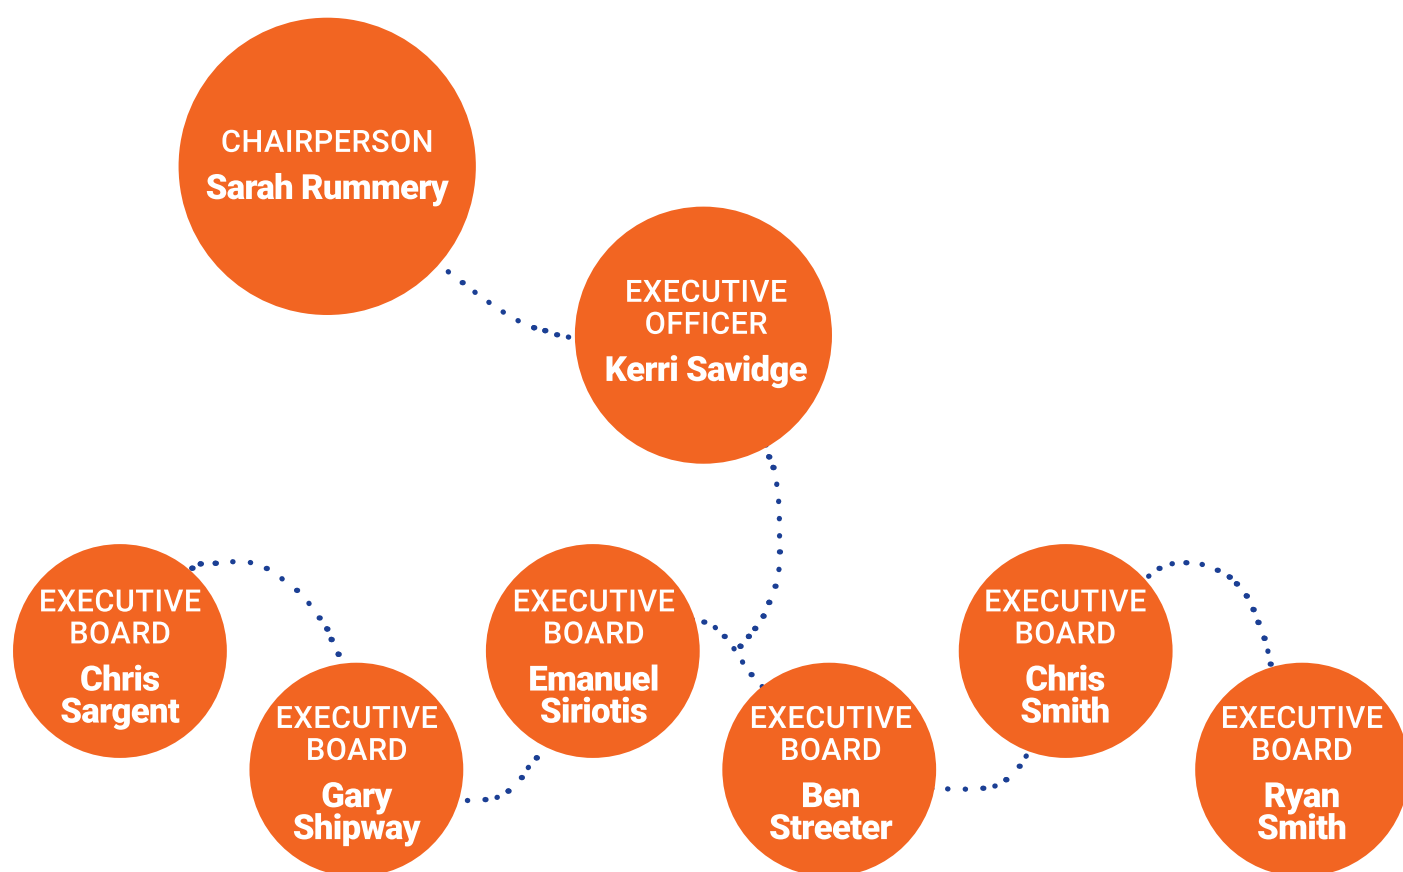 CHAIRPERSON
Sarah Rummery
EXECUTIVE
OFFICER
Kerri Savidge
EXECUTIVE
BOARD
Chris
Sargent
EXECUTIVE
BOARD
Gary
Shipway
EXECUTIVE
BOARD
Emanuel
Siriotis
EXECUTIVE
BOARD
Ben
Streeter
EXECUTIVE
BOARD
Chris
Smith
EXECUTIVE
BOARD
Ryan
Smith